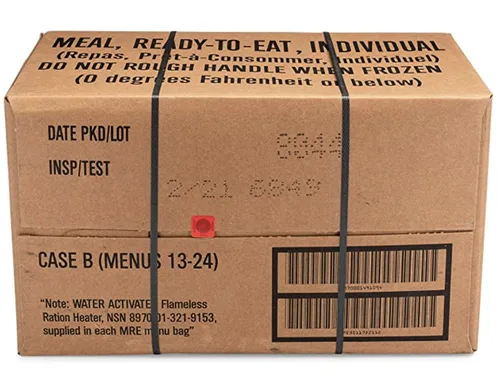 MEAL, READY-TO-EAT, INDIVIDUAL
(Repas, Prêt-à-Consommer, Individuel)
DO NOT ROUGH HANDLE WHEN FROZEN
(0 degrees Fahrenheit or below)
DATE PKD/LOT
INSP/TEST
2/21
CASE B (MENUS 13-24)
"Note: WATER ACTIVATED Flameless
Ration Heater, NSN 8970-01-321-9153,
supplied in each MRE menu bag"